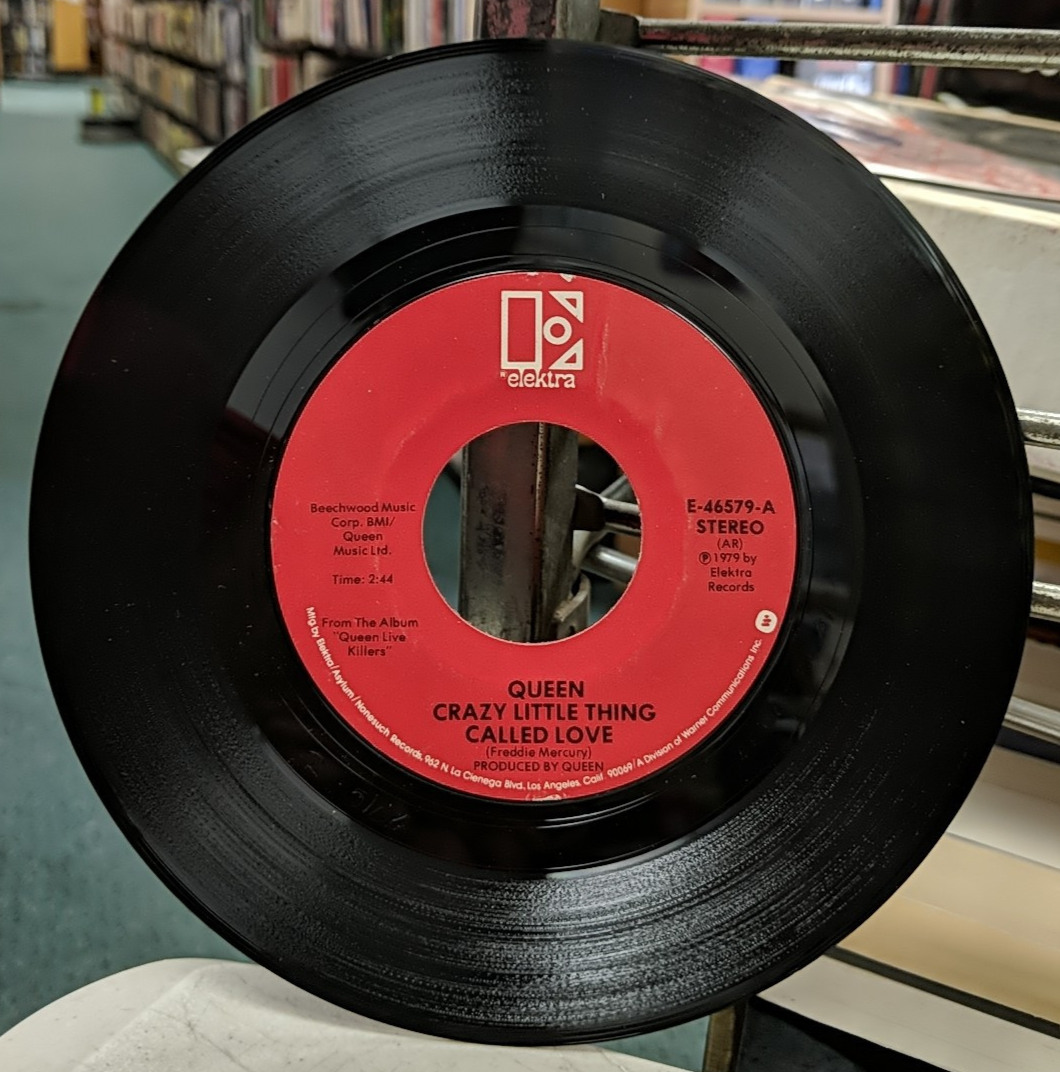 elektra
Beechwood Music
Corp. BMI/
Queen
Music Ltd.
Time: 2:44
From The Album
"Queen Live
Killers"
E-46579-A
STEREO
(AR)
Ⓟ 1979 by
Elektra
Records
QUEEN
CRAZY LITTLE THING
CALLED LOVE
(Freddie Mercury)
PRODUCED BY QUEEN
Mfg. by Elektra/Asylum/Nonesuch Records, 962 N. La Cienega Blvd., Los Angeles, Calif. 90069/A Division of Warner Communications Inc.